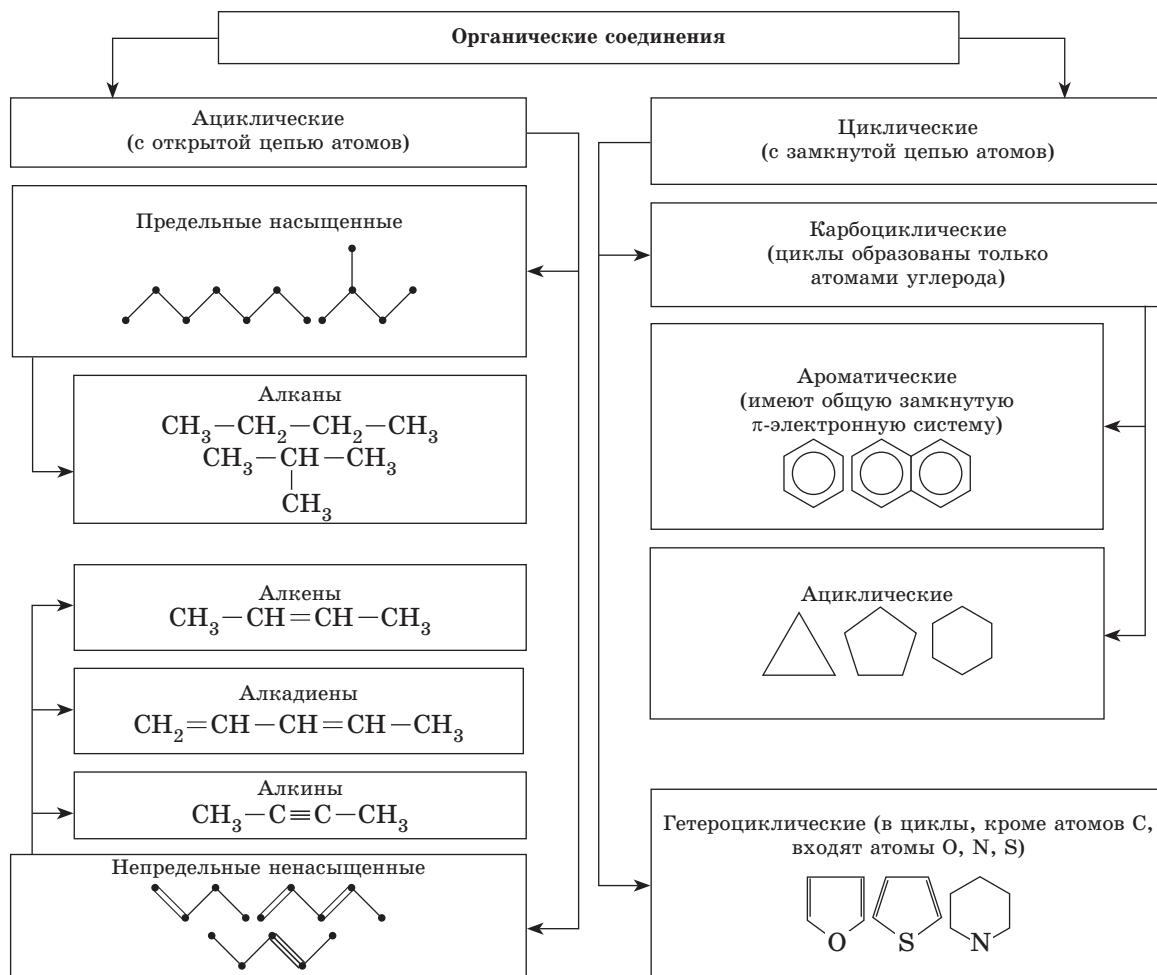 Органические соединения
Ациклические
(с открытой цепью атомов)
Предельные насыщенные
Алканы
CH₃—CH₂—CH₂—CH₃
CH₃—CH—CH₃
CH₃
Алкены
CH₃—CH=CH—CH₃
Алкадиены
CH₂=CH—CH=CH—CH₃
Алкины
CH₃—C≡C—CH₃
Непредельные ненасыщенные
Циклические
(с замкнутой цепью атомов)
Карбоциклические
(циклы образованы только
атомами углерода)
Ароматические
(имеют общую замкнутую
π-электронную систему)
Ациклические
Гетероциклические (в циклы, кроме атомов C,
входят атомы O, N, S)
O S N